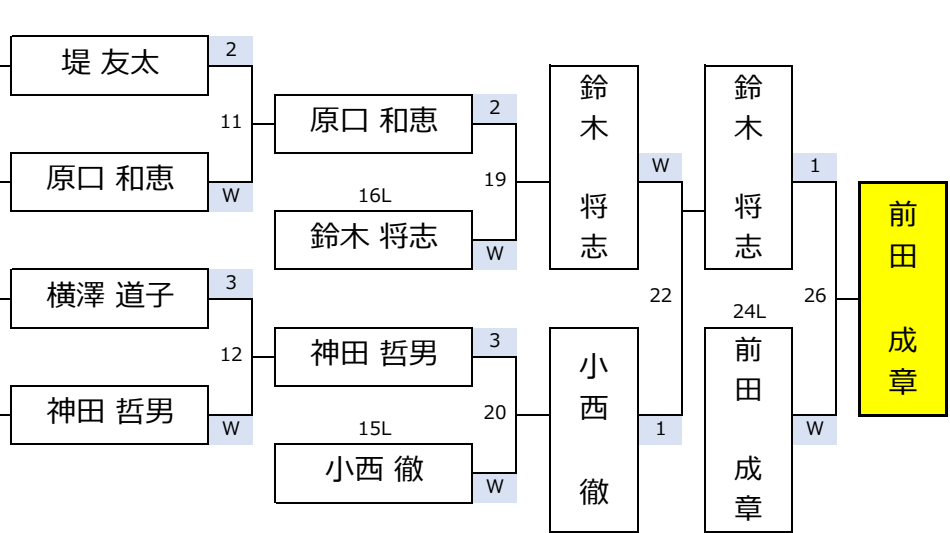 堤 友太
2
11
原口 和恵
W
横澤 道子
3
12
神田 哲男
W
原口 和恵
2
19
16L
鈴木 将志
W
神田 哲男
3
20
15L
小西 徹
W
鈴木 将志
W
22
小西 徹
1
鈴木 将志
1
26
24L
前田 成章
W
前田 成章